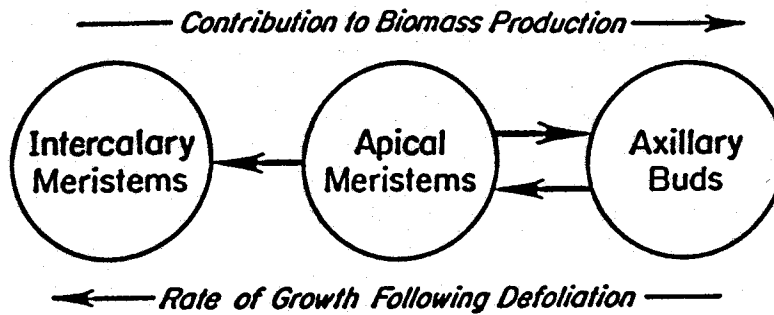 Contribution to Biomass Production
Intercalary
Meristems
Apical
Meristems
Axillary
Buds
Rate of Growth Following Defoliation